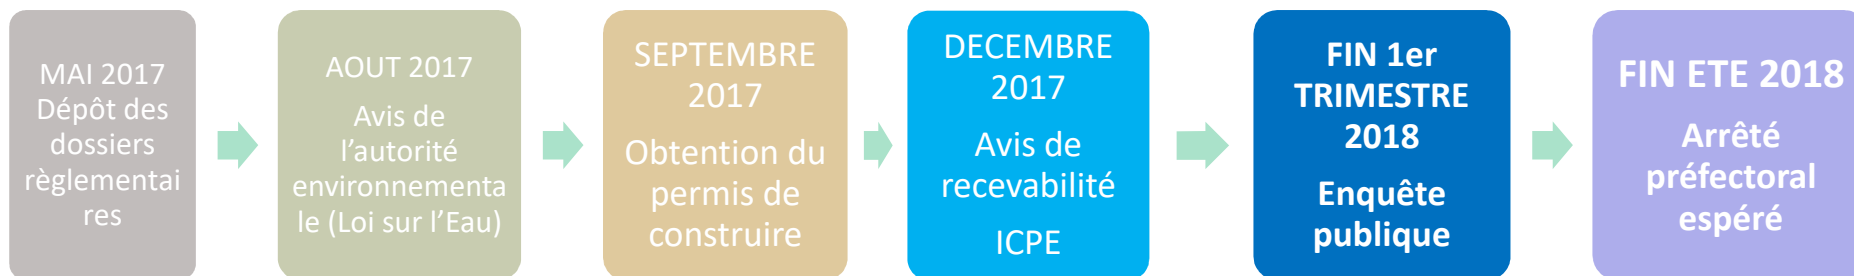 MAI 2017
Dépôt des
dossiers
règlementai
res
AOUT 2017
Avis de
l’autorité
environnementa
le (Loi sur l’Eau)
SEPTEMBRE
2017
Obtention du
permis de
construire
DECEMBRE
2017
Avis de
recevabilité
ICPE
FIN 1er
TRIMESTRE
2018
Enquête
publique
FIN ETE 2018
Arrêté
préfectoral
espéré